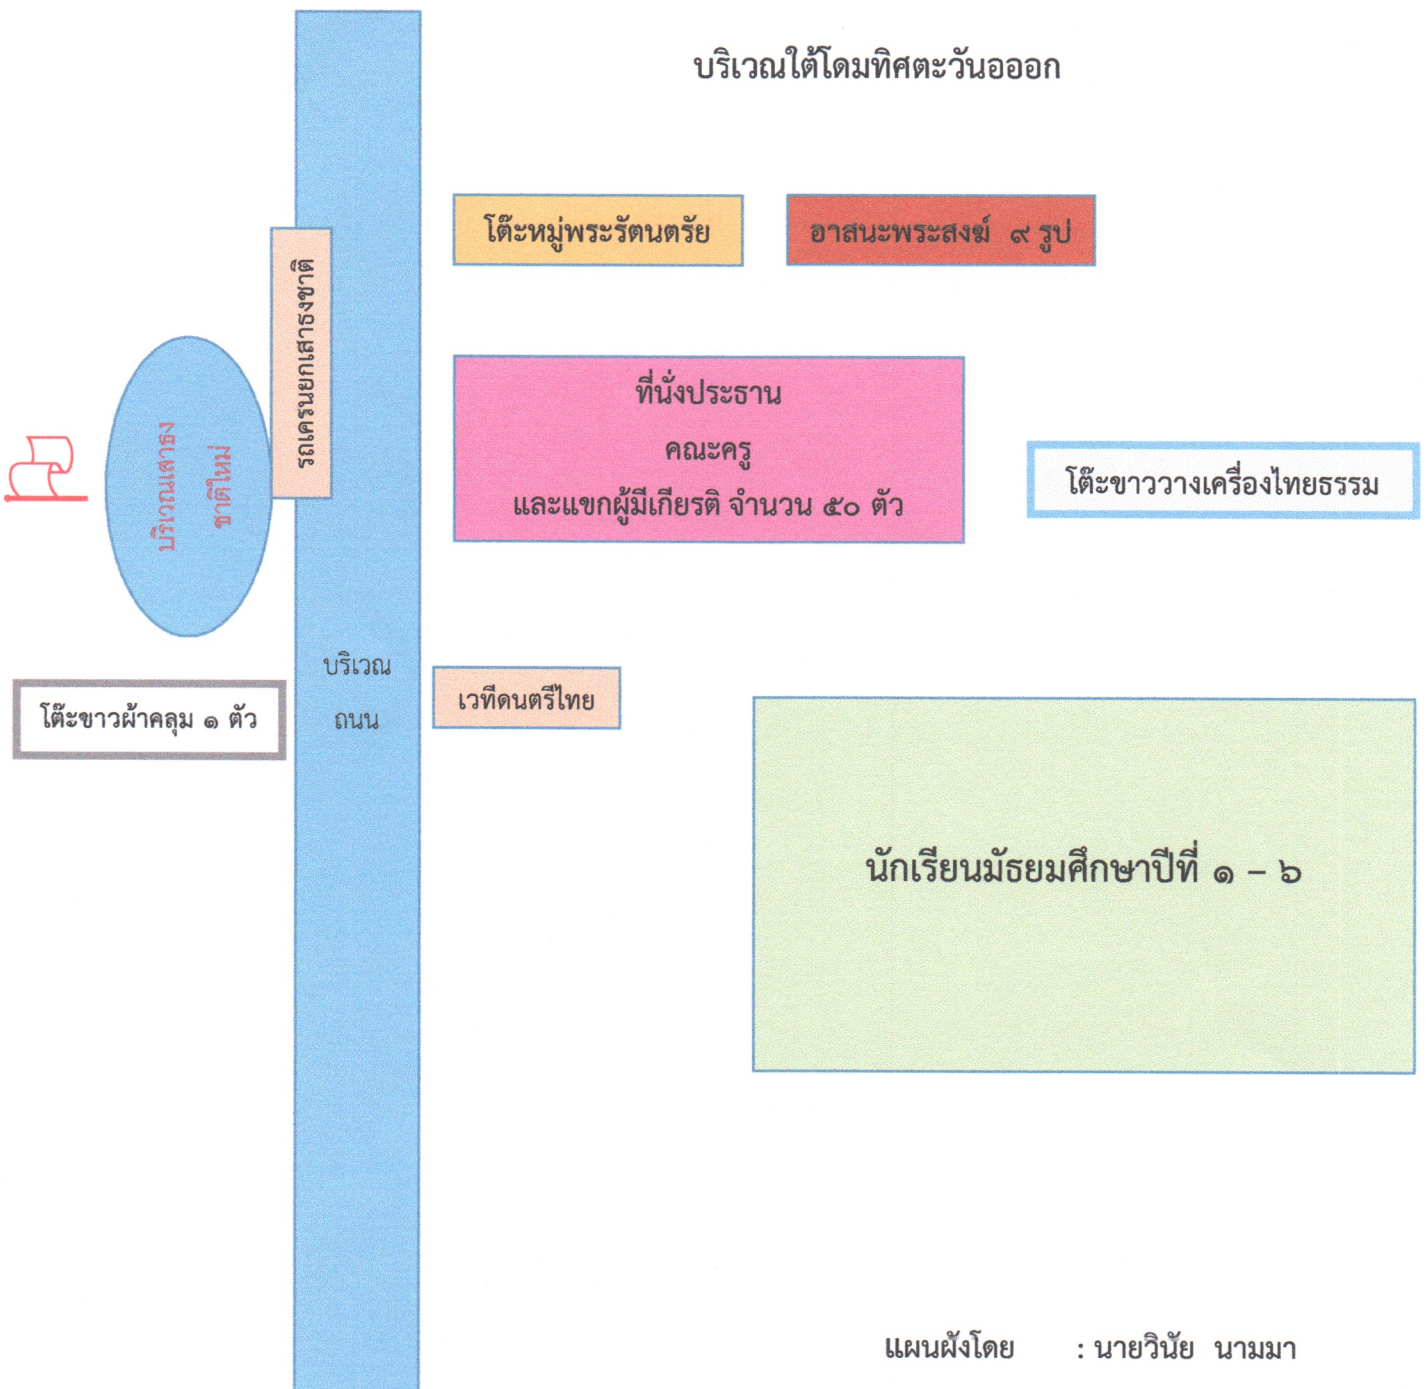 บริเวณใต้โดมทิศตะวันอออก
โต๊ะหมู่พระรัตนตรัย
อาสนะพระสงฆ์ ๙ รูป
รถเครนยกเสาธงชาติ
ที่นั่งประธาน
คณะครู
และแขกผู้มีเกียรติ จำนวน ๕๐ ตัว
บริเวณเสาธง
ชาติใหม่
โต๊ะขาววางเครื่องไทยธรรม
บริเวณ
ถนน
เวทีดนตรีไทย
โต๊ะขาวผ้าคลุม ๑ ตัว
นักเรียนมัธยมศึกษาปีที่ ๑ – ๖
แผนผังโดย : นายวินัย นามมา